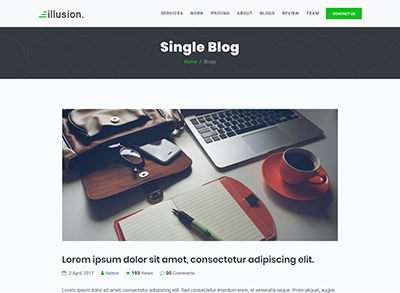 illusion.
SERVICES WORK PRICING ABOUT BLOGS REVIEW TEAM CONTACT US
Single Blog
Home / Blogs
Lorem ipsum dolor sit amet, consectetur adipiscing elit.
2 April, 2017 Admin 193 Views 05 Comments
Lorem ipsum dolor sit amet, consectetur adipiscing elit. Sed consectetur interdum enim, id venenatis neque. Proin aliquet, augue